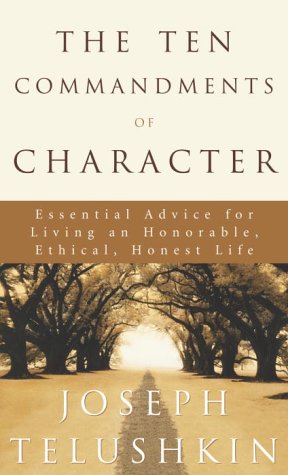 THE TEN
COMMANDMENTS
OF
CHARACTER
Essential Advice for
Living an Honorable,
Ethical, Honest Life
JOSEPH
TELUSHKIN